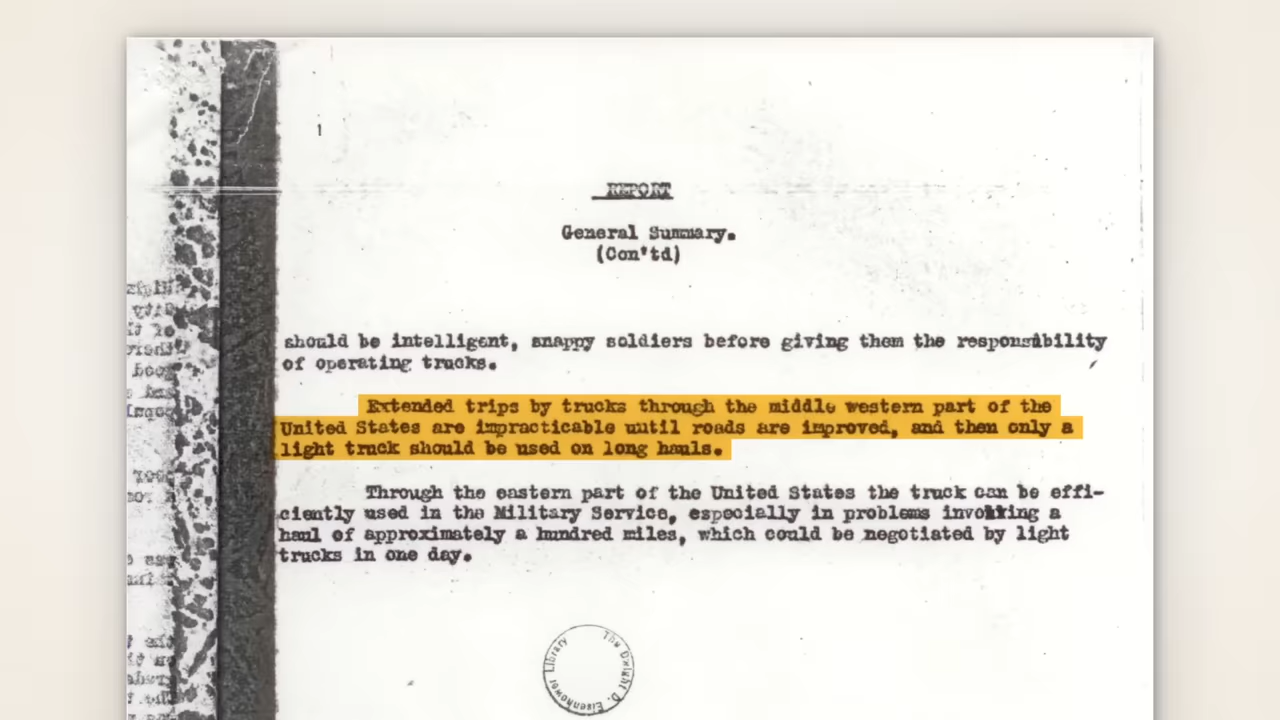 REPORT
General Summary.
(Con'td)
should be intelligent, snappy soldiers before giving them the responsibility
of operating trucks.
Extended trips by trucks through the middle western part of the
United States are impracticable until roads are improved, and then only a
light truck should be used on long hauls.
Through the eastern part of the United States the truck can be effi-
ciently used in the Military Service, especially in problems involving a
haul of approximately a hundred miles, which could be negotiated by light
trucks in one day.
The Dwight D. Eisenhower Library